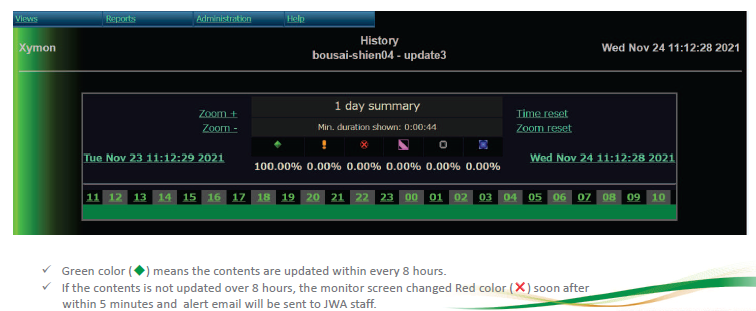 Views Reports Administration Help
Xymon
History
bousai-shien04 - update3
Wed Nov 24 11:12:28 2021
Zoom +
Zoom -
1 day summary
Min. duration shown: 0:00:44
Time reset
Zoom reset
Tue Nov 23 11:12:29 2021
Wed Nov 24 11:12:28 2021
100.00% 0.00% 0.00% 0.00% 0.00% 0.00%
11 12 13 14 15 16 17 18 19 20 21 22 23 00 01 02 03 04 05 06 07 08 09 10
Green color (◆) means the contents are updated within every 8 hours.
If the contents is not updated over 8 hours, the monitor screen changed Red color (✕) soon after
within 5 minutes and alert email will be sent to JWA staff.